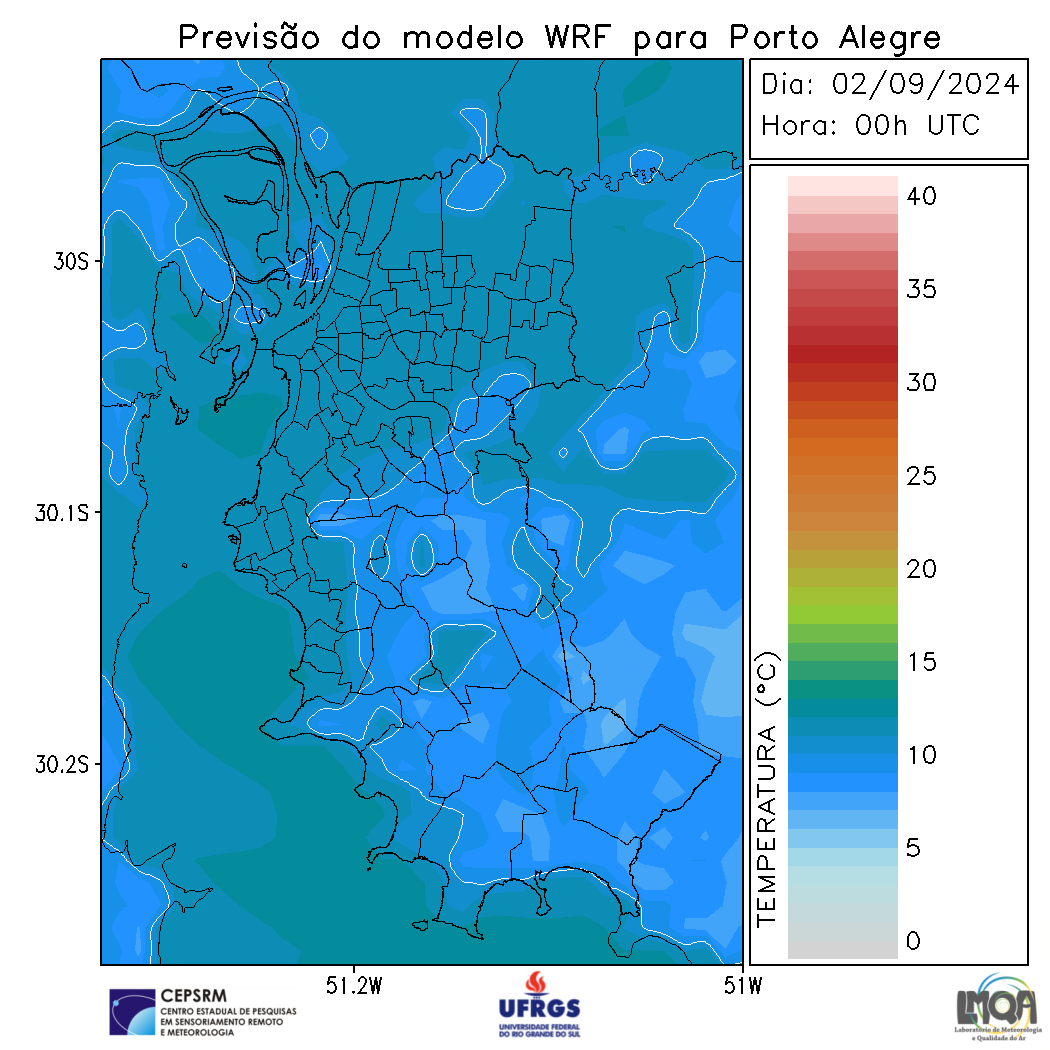 Previsão do modelo WRF para Porto Alegre
Dia: 02/09/2024
Hora: 00h UTC
40
35
30
25
20
15
10
5
0
TEMPERATURA (°C)
30S
30.1S
30.2S
51.2W
51W
CEPSRM
CENTRO ESTADUAL DE PESQUISAS
EM SENSORIAMENTO REMOTO
E METEOROLOGIA
UFRGS
UNIVERSIDADE FEDERAL
DO RIO GRANDE DO SUL
LMQA
Laboratório de Meteorologia
e Qualidade do Ar